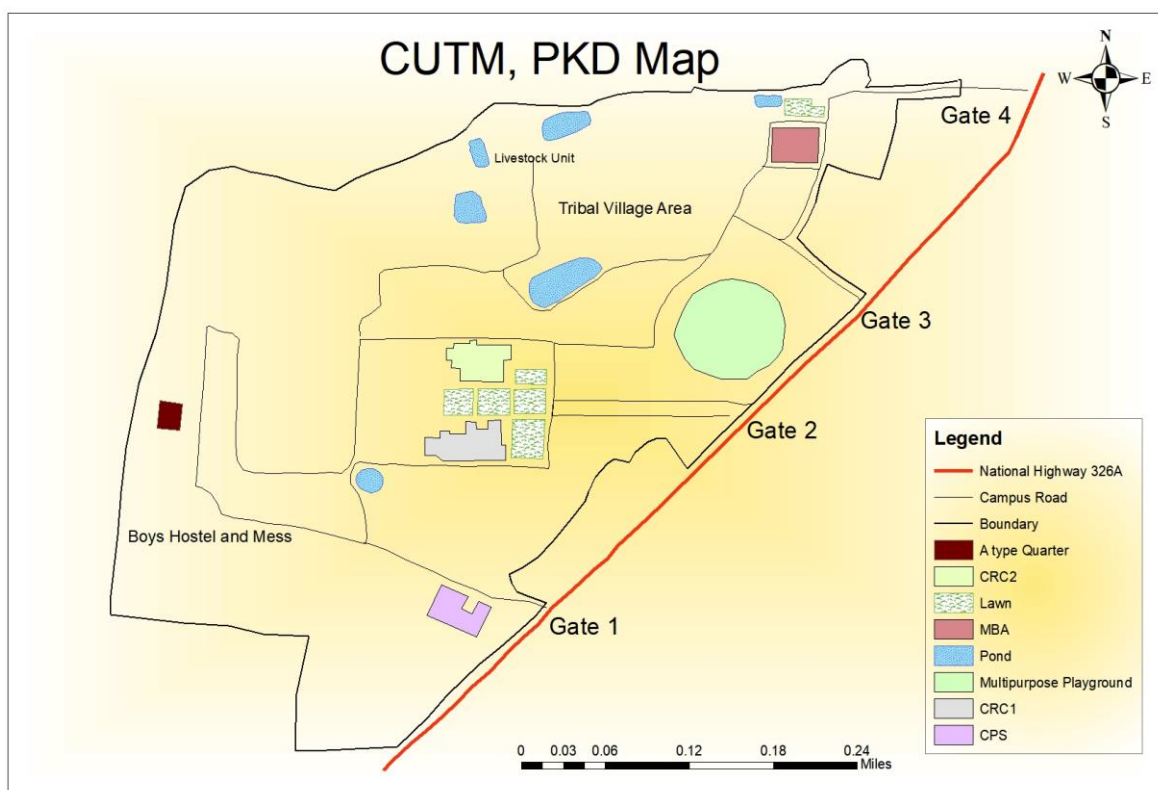 CUTM, PKD Map
N
W
E
S
Gate 4
Livestock Unit
Tribal Village Area
Gate 3
Gate 2
Boys Hostel and Mess
Gate 1
Legend
National Highway 326A
Campus Road
Boundary
A type Quarter
CRC2
Lawn
MBA
Pond
Multipurpose Playground
CRC1
CPS
0 0.03 0.06 0.12 0.18 0.24
Miles